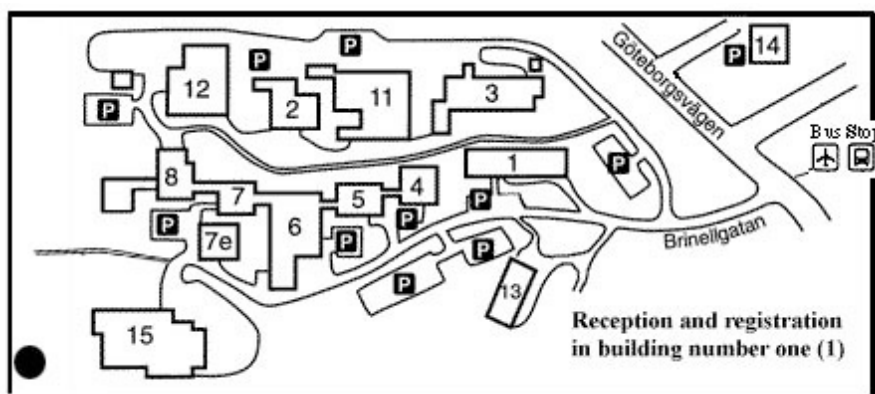 P
P
P
14
Göteborgsvägen
12
2
11
3
P
Bus Stop
1
P
8
7
5
4
P
P
P
6
P
7e
Brinellgatan
P
P
13
15
Reception and registration
in building number one (1)